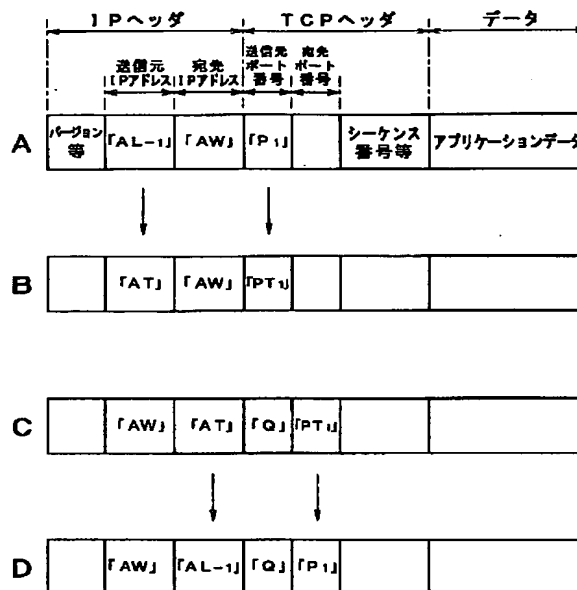 IPヘッダ TCPヘッダ データ
送信元 IPアドレス 宛先 IPアドレス 送信元 ポート 番号 宛先 ポート 番号
A バージョン 等 「AL-1」 「AW」 「P1」 シーケンス 番号等 アプリケーションデータ
B 「AT」 「AW」 「PT1」
C 「AW」 「AT」 「Q」 「PT1」
D 「AW」 「AL-1」 「Q」 「P1」